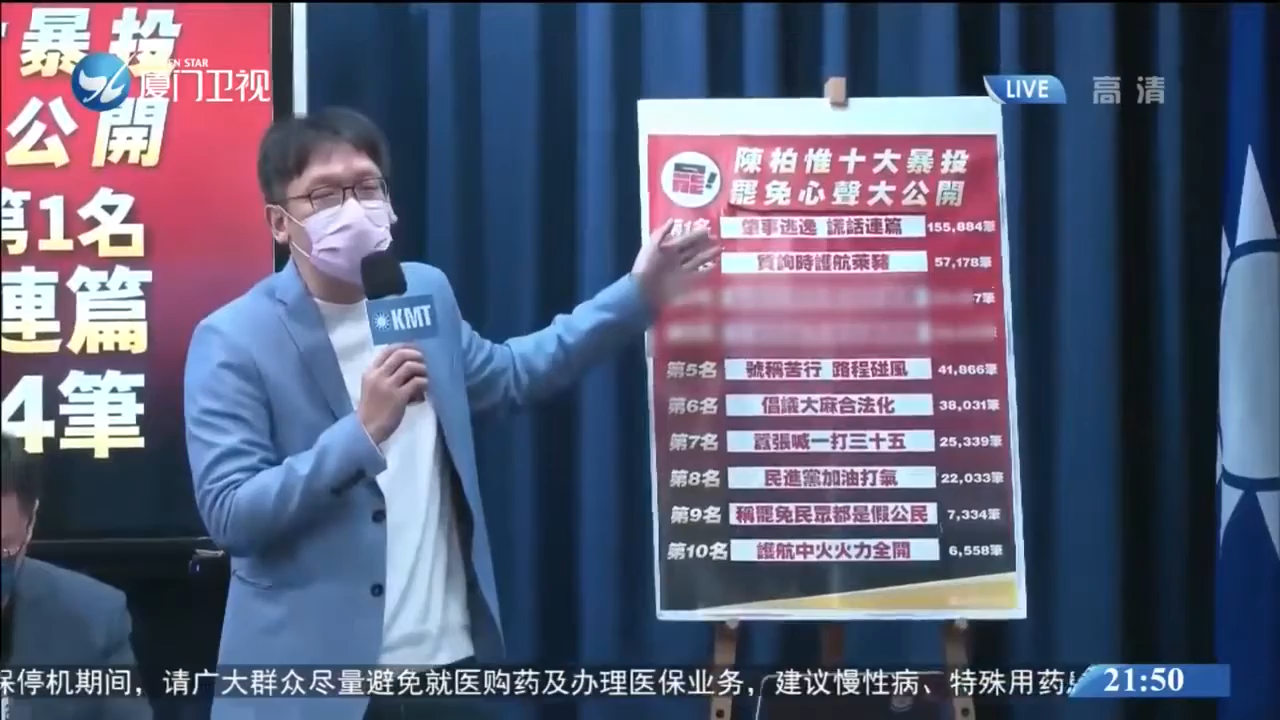 暴投
公開
第1名
連篇
4筆
EN STAR
厦门卫视
LIVE
高清
KMT
罷!
陳柏惟十大暴投
罷免心聲大公開
第1名 肇事逃逸 謊話連篇 155,884筆
質詢時護航萊豬 57,178筆
7筆
第5名 號稱苦行 路程碰風 41,866筆
第6名 倡議大麻合法化 38,031筆
第7名 囂張喊一打三十五 25,339筆
第8名 民進黨加油打氣 22,033筆
第9名 稱罷免民眾都是假公民 7,334筆
第10名 護航中火火力全開 6,558筆
保停机期间，请广大群众尽量避免就医购药及办理医保业务，建议慢性病、特殊用药
21:50